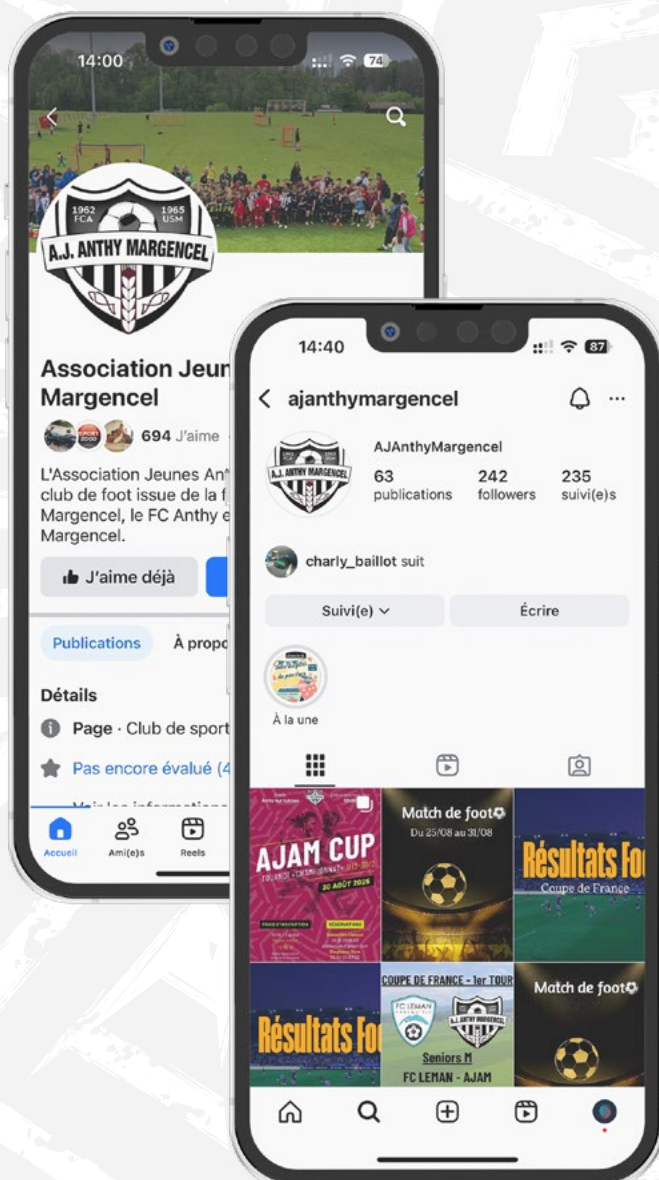 14:00
74
1962
FCA
1965
USM
A.J. ANTHY MARGENCEL
Association Jeun
Margencel
694 J'aime
L'Association Jeunes An
club de foot issue de la f
Margencel, le FC Anthy e
Margencel.
J'aime déjà
Publications
À propo
Détails
Page · Club de sport
Pas encore évalué (4
Voir les informations
Accueil
Ami(e)s
Reels
14:40
87
ajanthymargencel
A.J. ANTHY MARGENCEL
AJAnthyMargencel
63
242
235
publications
followers
suivi(e)s
charly_baillot suit
Suivi(e)
Écrire
À la une
AJAM CUP
30 AOÛT 2025
Match de foot
Du 25/08 au 31/08
Résultats Foo
Coupe de France
Résultats Foo
COUPE DE FRANCE - 1er TOUR
FC LEMAN
Seniors M
FC LEMAN - AJAM
Match de foot